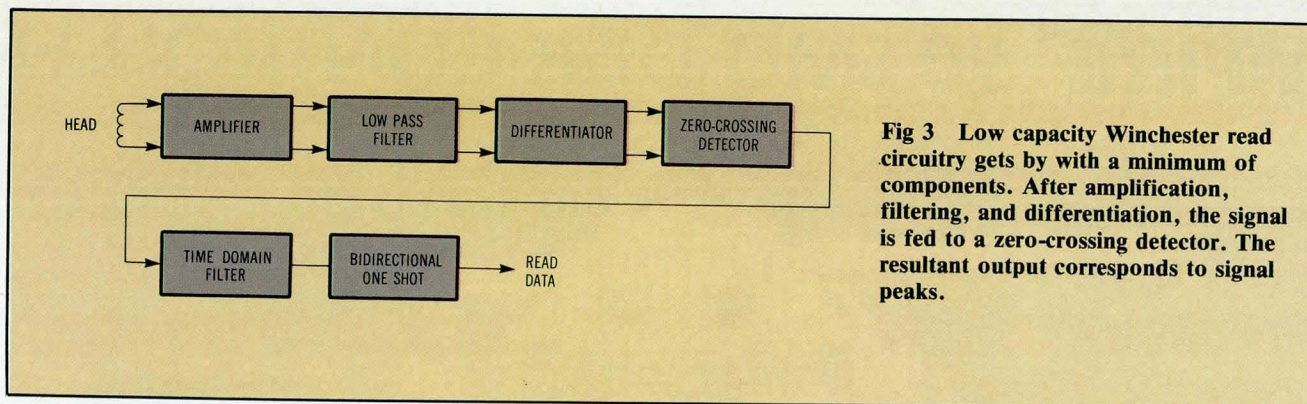 HEAD
AMPLIFIER
LOW PASS
FILTER
DIFFERENTIATOR
ZERO-CROSSING
DETECTOR
TIME DOMAIN
FILTER
BIDIRECTIONAL
ONE SHOT
READ
DATA
Fig 3 Low capacity Winchester read
circuitry gets by with a minimum of
components. After amplification,
filtering, and differentiation, the signal
is fed to a zero-crossing detector. The
resultant output corresponds to signal
peaks.